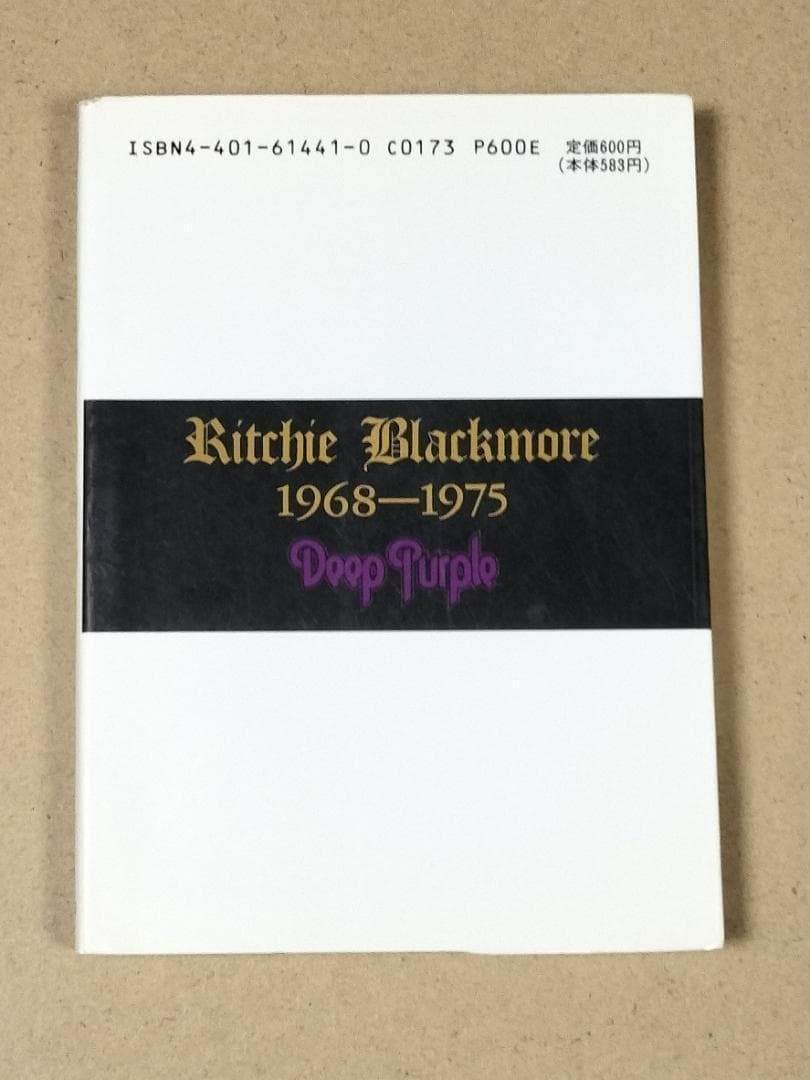 ISBN4-401-61441-0 C0173 P600E 定価600円
(本体583円)
Ritchie Blackmore
1968—1975
Deep Purple